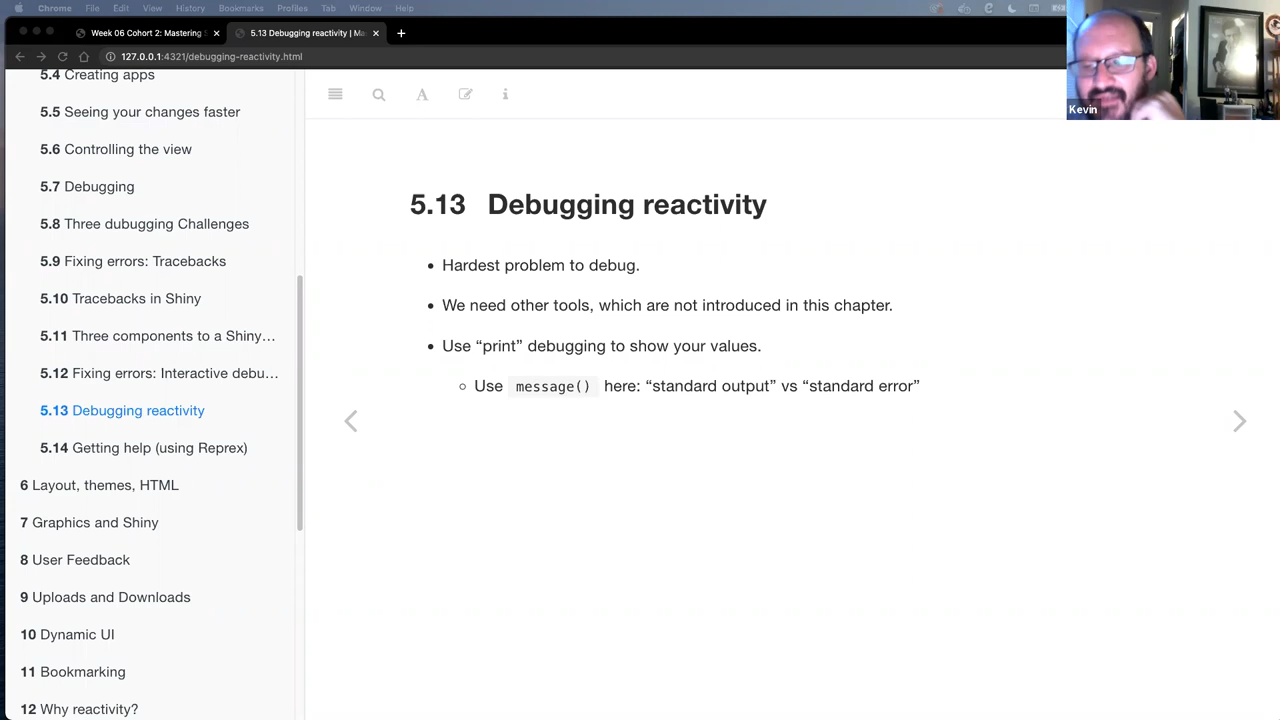 Chrome File Edit View History Bookmarks Profiles Tab Window Help
Week 06 Cohort 2: Mastering
5.13 Debugging reactivity | Ma
127.0.0.1:4321/debugging-reactivity.html
Kevin
5.4 Creating apps
5.5 Seeing your changes faster
5.6 Controlling the view
5.7 Debugging
5.8 Three dubugging Challenges
5.9 Fixing errors: Tracebacks
5.10 Tracebacks in Shiny
5.11 Three components to a Shiny…
5.12 Fixing errors: Interactive debu…
5.13 Debugging reactivity
5.14 Getting help (using Reprex)
6 Layout, themes, HTML
7 Graphics and Shiny
8 User Feedback
9 Uploads and Downloads
10 Dynamic UI
11 Bookmarking
12 Why reactivity?
5.13 Debugging reactivity
• Hardest problem to debug.
• We need other tools, which are not introduced in this chapter.
• Use “print” debugging to show your values.
◦ Use message() here: “standard output” vs “standard error”